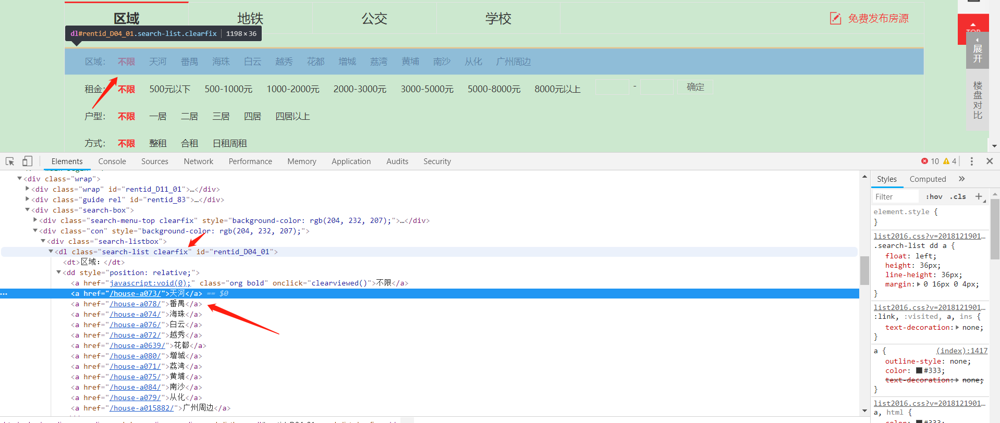 区域 地铁 公交 学校 免费发布房源
dl#rentid_D04_01.search-list.clearfix 1198×36
TOP
展开
区域： 不限 天河 番禺 海珠 白云 越秀 花都 增城 荔湾 黄埔 南沙 从化 广州周边
租金： 不限 500元以下 500-1000元 1000-2000元 2000-3000元 3000-5000元 5000-8000元 8000元以上 - 确定
楼盘对比
户型： 不限 一居 二居 三居 四居 四居以上
方式： 不限 整租 合租 日租周租
Elements Console Sources Network Performance Memory Application Audits Security 10 4
<div class="wrap">
<div class="wrap" id="rentid_D11_01">…</div>
<div class="guide rel" id="rentid_83">…</div>
<div class="search-box">
<div class="search-menu-top clearfix" style="background-color: rgb(204, 232, 207);">…</div>
<div class="con" style="background-color: rgb(204, 232, 207);">
<div class="search-listbox">
<dl class="search-list clearfix" id="rentid_D04_01">
<dt>区域：</dt>
<dd style="position: relative;">
<a href="javascript:void(0);" class="org bold" onclick="clearviewed()">不限</a>
<a href="/house-a073/">天河</a> == $0
<a href="/house-a078/">番禺</a>
<a href="/house-a074/">海珠</a>
<a href="/house-a076/">白云</a>
<a href="/house-a072/">越秀</a>
<a href="/house-a0639/">花都</a>
<a href="/house-a080/">增城</a>
<a href="/house-a071/">荔湾</a>
<a href="/house-a075/">黄埔</a>
<a href="/house-a084/">南沙</a>
<a href="/house-a079/">从化</a>
<a href="/house-a015882/">广州周边</a>
Styles Computed »
Filter :hov .cls +
element.style {
}
list2016.css?v=2018121901…
.search-list dd a {
float: left;
height: 36px;
line-height: 36px;
margin: 0 16px 0 4px;
}
list2016.css?v=2018121901…
:link, :visited, a, ins {
text-decoration: none;
}
a { (index):1417
outline-style: none;
color: #333;
text-decoration: none;
}
list2016.css?v=2018121901…
a, html {
color: #333;